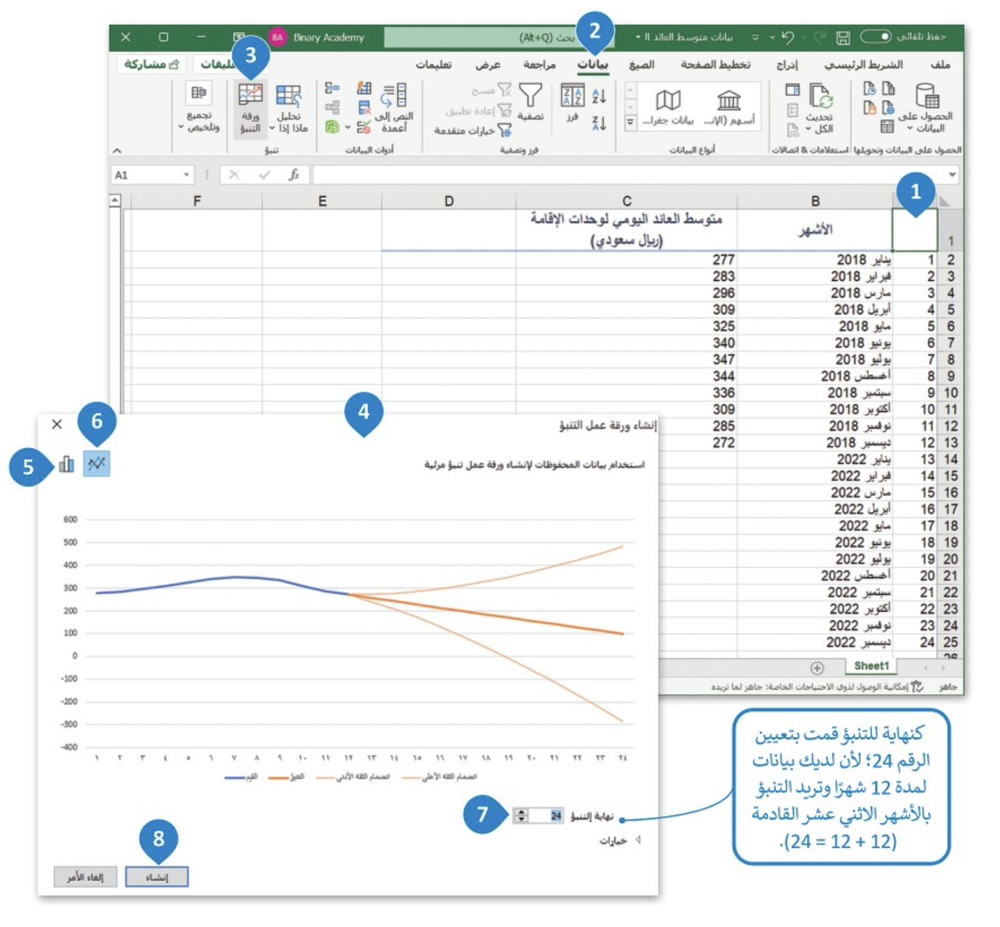 2
3
حفظ تلقائي
بيانات متوسط العائد ال
بحث (Alt+Q)
Binary Academy
BA
ملف
الشريط الرئيسي
إدراج
تخطيط الصفحة
الصيغ
بيانات
مراجعة
عرض
تعليمات
مشاركة
الحصول على
البيانات
تحديث
الكل
أسهم (الإن...
بيانات جغرا...
فرز
تصفية
مسح
إعادة تطبيق
خيارات متقدمة
النص إلى
أعمدة
تحليل
ماذا إذا
ورقة
التنبؤ
تجميع
وتلخيص
الحصول على البيانات وتحويلها
استعلامات & اتصالات
أنواع البيانات
فرز وتصفية
أدوات البيانات
تنبؤ
A1
fx
1
B C D E F
1 الأشهر متوسط العائد اليومي لوحدات الإقامة
(ريال سعودي)
2 1 يناير 2018 277
3 2 فبراير 2018 283
4 3 مارس 2018 296
5 4 أبريل 2018 309
6 5 مايو 2018 325
7 6 يونيو 2018 340
8 7 يوليو 2018 347
9 8 أغسطس 2018 344
10 9 سبتمبر 2018 336
11 10 أكتوبر 2018 309
12 11 نوفمبر 2018 285
13 12 ديسمبر 2018 272
14 13 يناير 2022
15 14 فبراير 2022
16 15 مارس 2022
17 16 أبريل 2022
18 17 مايو 2022
19 18 يونيو 2022
20 19 يوليو 2022
21 20 أغسطس 2022
22 21 سبتمبر 2022
23 22 أكتوبر 2022
24 23 نوفمبر 2022
25 24 ديسمبر 2022
26
Sheet1
جاهز
إمكانية الوصول لذوي الاحتياجات الخاصة: جاهز لما تريده
4
6
5
إنشاء ورقة عمل التنبؤ
استخدام بيانات المحفوظات لإنشاء ورقة عمل تنبؤ مرئية
600
500
400
300
200
100
0
-100
-200
-300
-400
١ ٢ ٣ ٤ ٥ ٦ ٧ ٨ ٩ ١٠ ١١ ١٢ ١٣ ١٤ ١٥ ١٦ ١٧ ١٨ ١٩ ٢٠ ٢١ ٢٢ ٢٣ ٢٤
القيم
التنبؤ
انضمام الثقة الأدنى
انضمام الثقة الأعلى
7
نهاية التنبؤ 24
خيارات
8
إنشاء
إلغاء الأمر
كنهاية للتنبؤ قمت بتعيين
الرقم 24؛ لأن لديك بيانات
لمدة 12 شهرًا وتريد التنبؤ
بالأشهر الاثني عشر القادمة
(12 + 12 = 24).